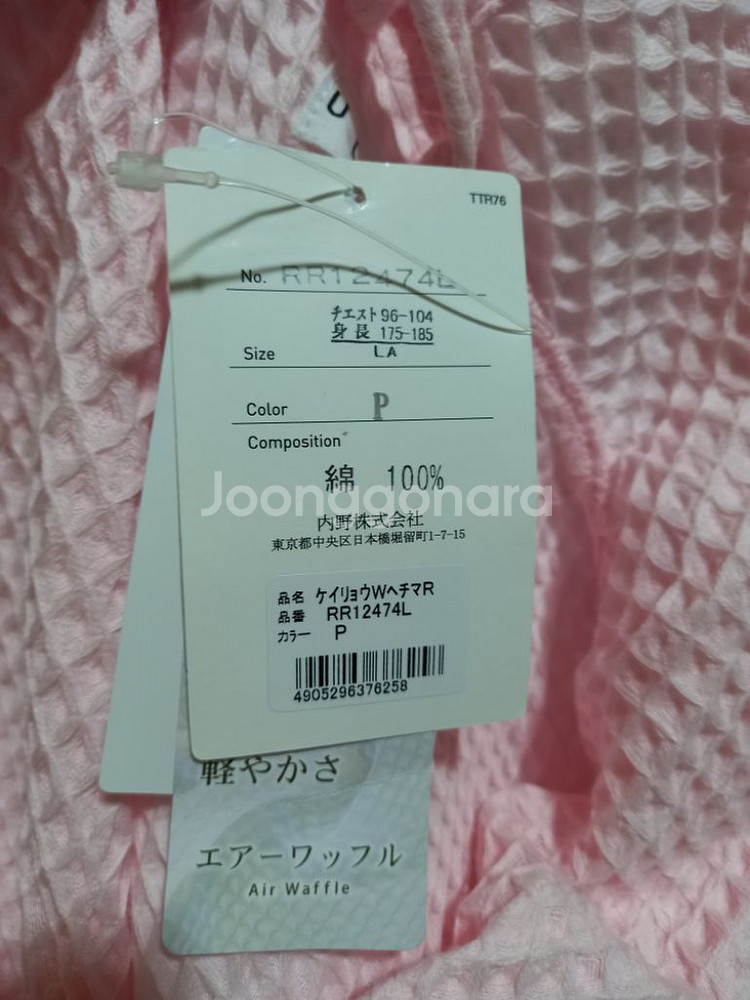 U
TTR76
No. RR12474L
チエスト 96-104
身長 175-185
Size LA
Color P
Composition
綿 100%
Joonggonara
内野株式会社
東京都中央区日本橋堀留町1-7-15
品名 ケイリョウWヘチマR
品番 RR12474L
カラー P
4905296376258
軽やかさ
エアーワッフル
Air Waffle